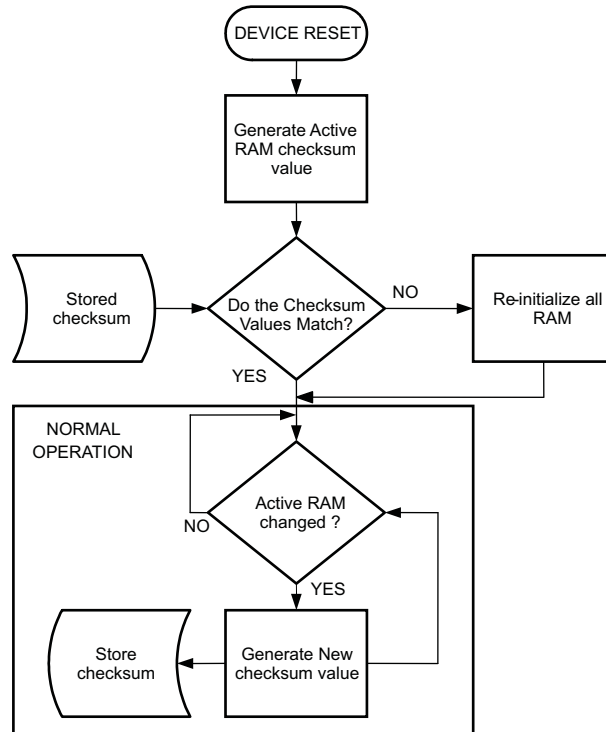 DEVICE RESET
Generate Active
RAM checksum
value
Stored
checksum
Do the Checksum
Values Match?
NO
Re-initialize all
RAM
YES
NORMAL
OPERATION
Active RAM
changed ?
NO
YES
Store
checksum
Generate New
checksum value